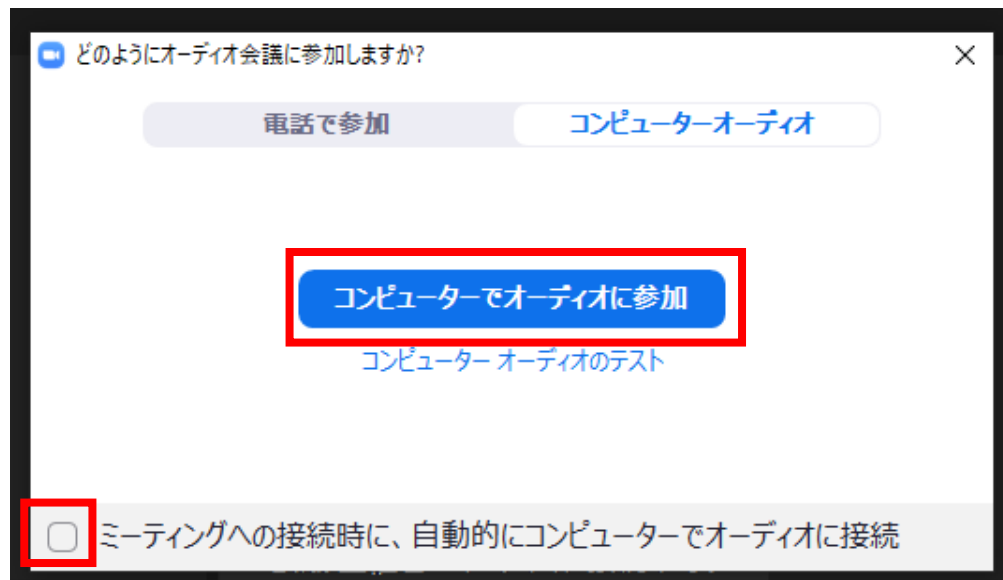 どのようにオーディオ会議に参加しますか?
電話で参加 コンピューターオーディオ
コンピューターでオーディオに参加
コンピューター オーディオのテスト
ミーティングへの接続時に、自動的にコンピューターでオーディオに接続